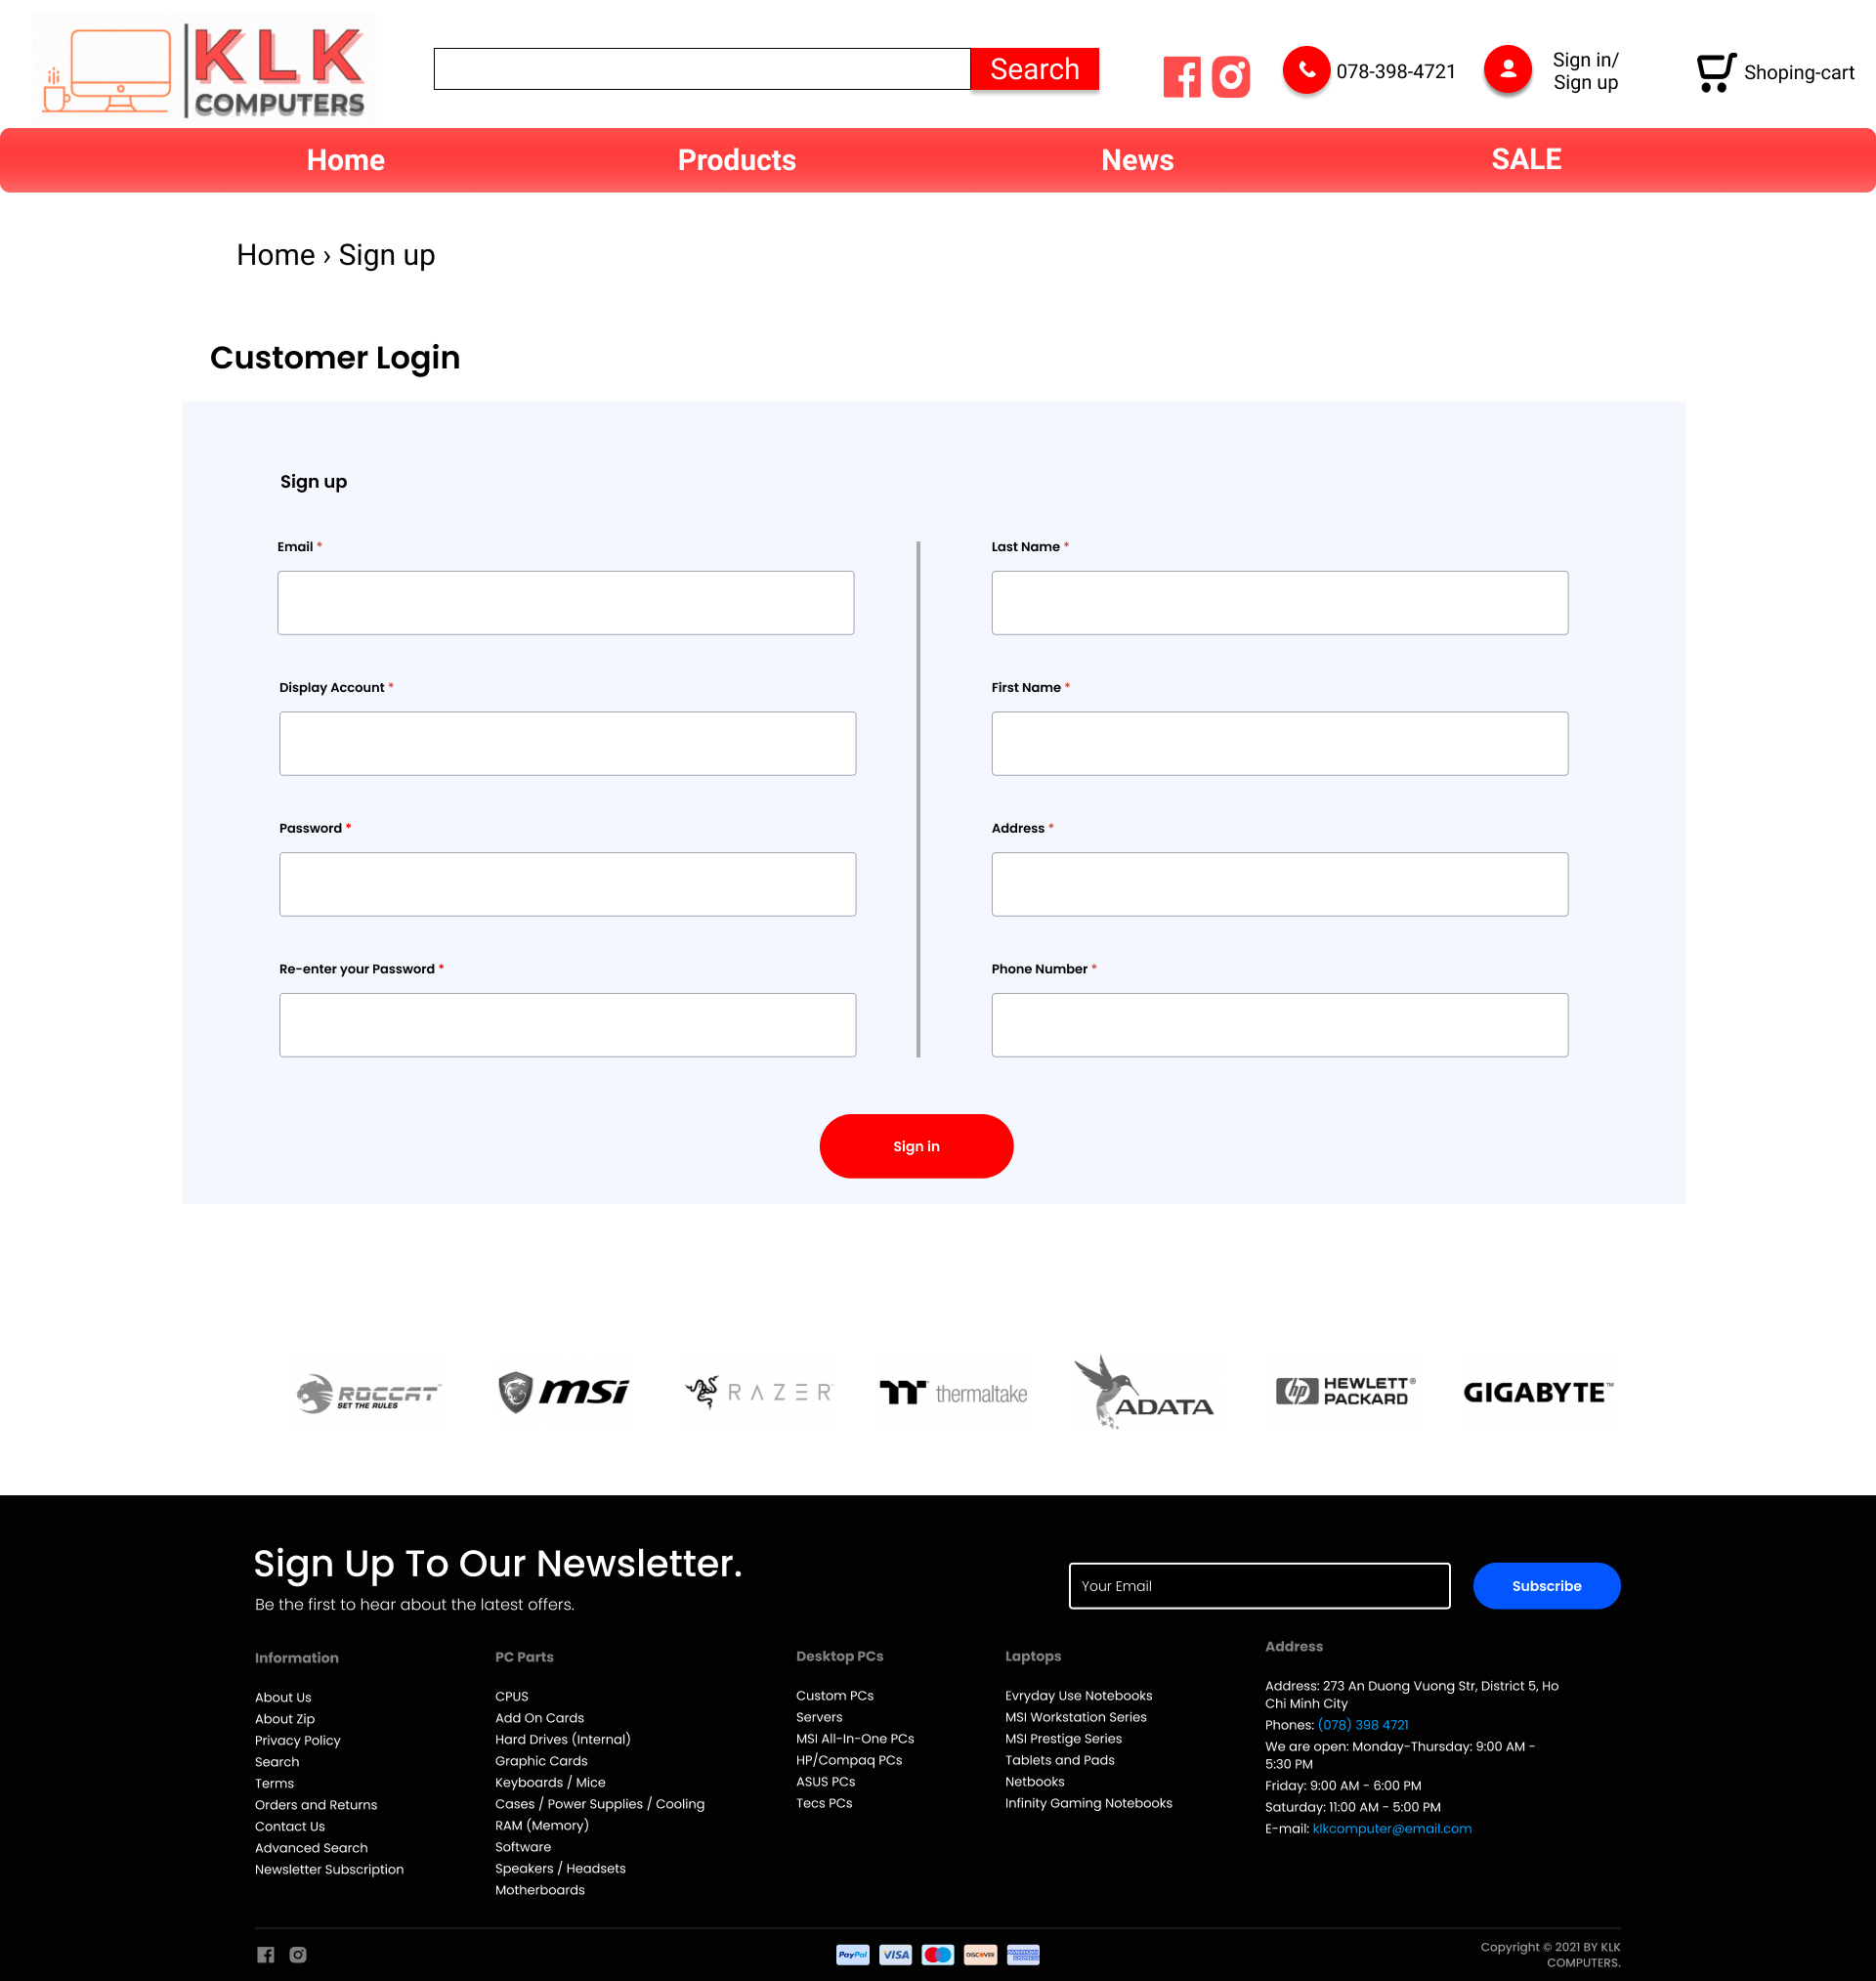 KLK
COMPUTERS
Search
078-398-4721
Sign in/
Sign up
Shoping-cart
Home
Products
News
SALE
Home › Sign up
Customer Login
Sign up
Email *
Last Name *
Display Account *
First Name *
Password *
Address *
Re-enter your Password *
Phone Number *
Sign in
ROCCAT™
SET THE RULES
msi
RAZER
thermaltake
ADATA
hp HEWLETT®
PACKARD
GIGABYTE™
Sign Up To Our Newsletter.
Be the first to hear about the latest offers.
Your Email
Subscribe
Information
About Us
About Zip
Privacy Policy
Search
Terms
Orders and Returns
Contact Us
Advanced Search
Newsletter Subscription
PC Parts
CPUS
Add On Cards
Hard Drives (Internal)
Graphic Cards
Keyboards / Mice
Cases / Power Supplies / Cooling
RAM (Memory)
Software
Speakers / Headsets
Motherboards
Desktop PCs
Custom PCs
Servers
MSI All-In-One PCs
HP/Compaq PCs
ASUS PCs
Tecs PCs
Laptops
Evryday Use Notebooks
MSI Workstation Series
MSI Prestige Series
Tablets and Pads
Netbooks
Infinity Gaming Notebooks
Address
Address: 273 An Duong Vuong Str, District 5, Ho
Chi Minh City
Phones: (078) 398 4721
We are open: Monday-Thursday: 9:00 AM -
5:30 PM
Friday: 9:00 AM - 6:00 PM
Saturday: 11:00 AM - 5:00 PM
E-mail: klkcomputer@email.com
PayPal
VISA
DISCOVER
AMERICAN
EXPRESS
Copyright © 2021 BY KLK
COMPUTERS.